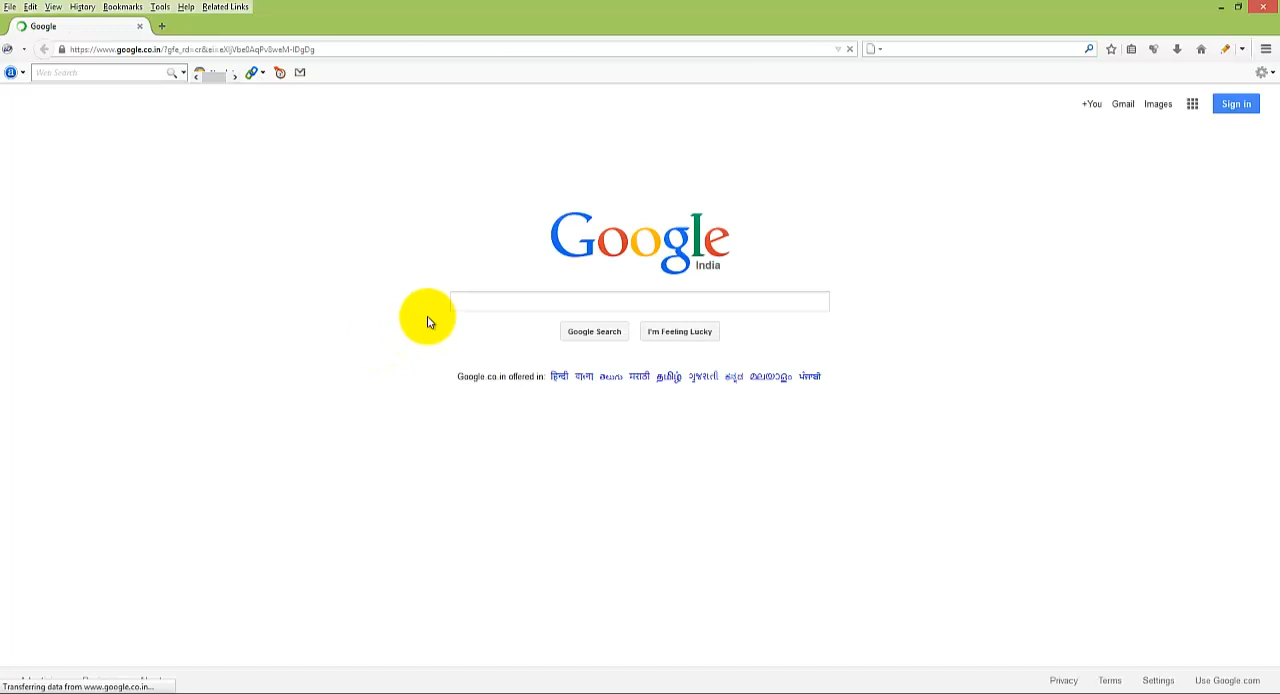 File Edit View History Bookmarks Tools Help Related Links
Google
https://www.google.co.in/?gfe_rd=cr&ei=eXljVbe0AqPv8weM-IDgDg
Web Search
+You Gmail Images Sign in
Google
India
Google Search I'm Feeling Lucky
Google.co.in offered in: हिन्दी বাংলা తెలుగు मराठी தமிழ் ગુજરાતી ಕನ್ನಡ മലയാളം ਪੰਜਾਬੀ
Privacy Terms Settings Use Google.com
Transferring data from www.google.co.in...